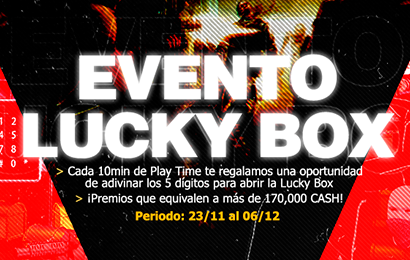 EVENTO
LUCKY BOX
> Cada 10min de Play Time te regalamos una oportunidad
de adivinar los 5 dígitos para abrir la Lucky Box
> ¡Premios que equivalen a más de 170,000 CASH!
Periodo: 23/11 al 06/12